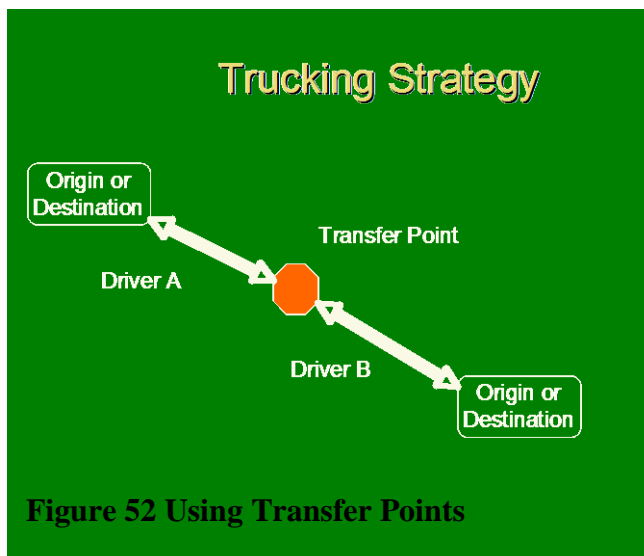 Trucking Strategy
Origin or
Destination
Transfer Point
Driver A
Driver B
Origin or
Destination
Figure 52 Using Transfer Points